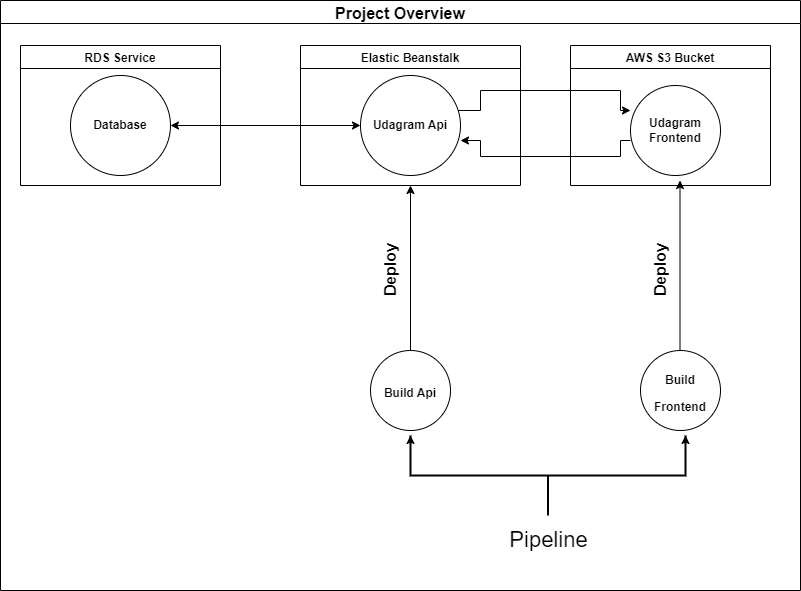 Project Overview
RDS Service
Elastic Beanstalk
AWS S3 Bucket
Database
Udagram Api
Udagram
Frontend
Deploy
Deploy
Build Api
Build
Frontend
Pipeline